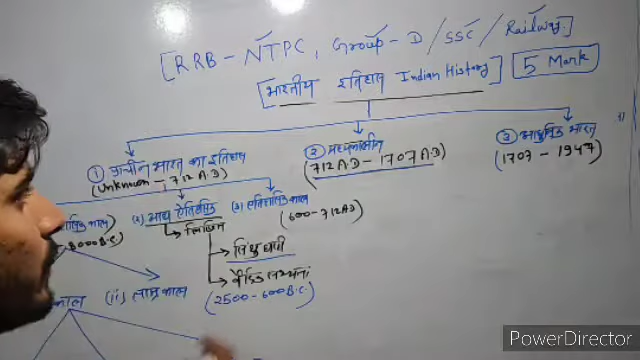 [RRB - NTPC, Group - D / SSC / Railway]
[भारतीय इतिहास Indian History] 5 Mark
① प्राचीन भारत का इतिहास
(Unknown - 712 A.D)
② मध्यकालीन
(712 A.D - 1707 A.D)
③ आधुनिक भारत
(1707 - 1947)
काल)
3000 B.C)
(2) आद्य ऐतिहासिक
→ लिखित
(3) ऐतिहासिक काल
(600 - 712 AD)
→ सिंधु घाटी
→ वैदिक सभ्यता
(2500 - 600 B.C.)
काल
(ii) ताम्र काल
PowerDirector